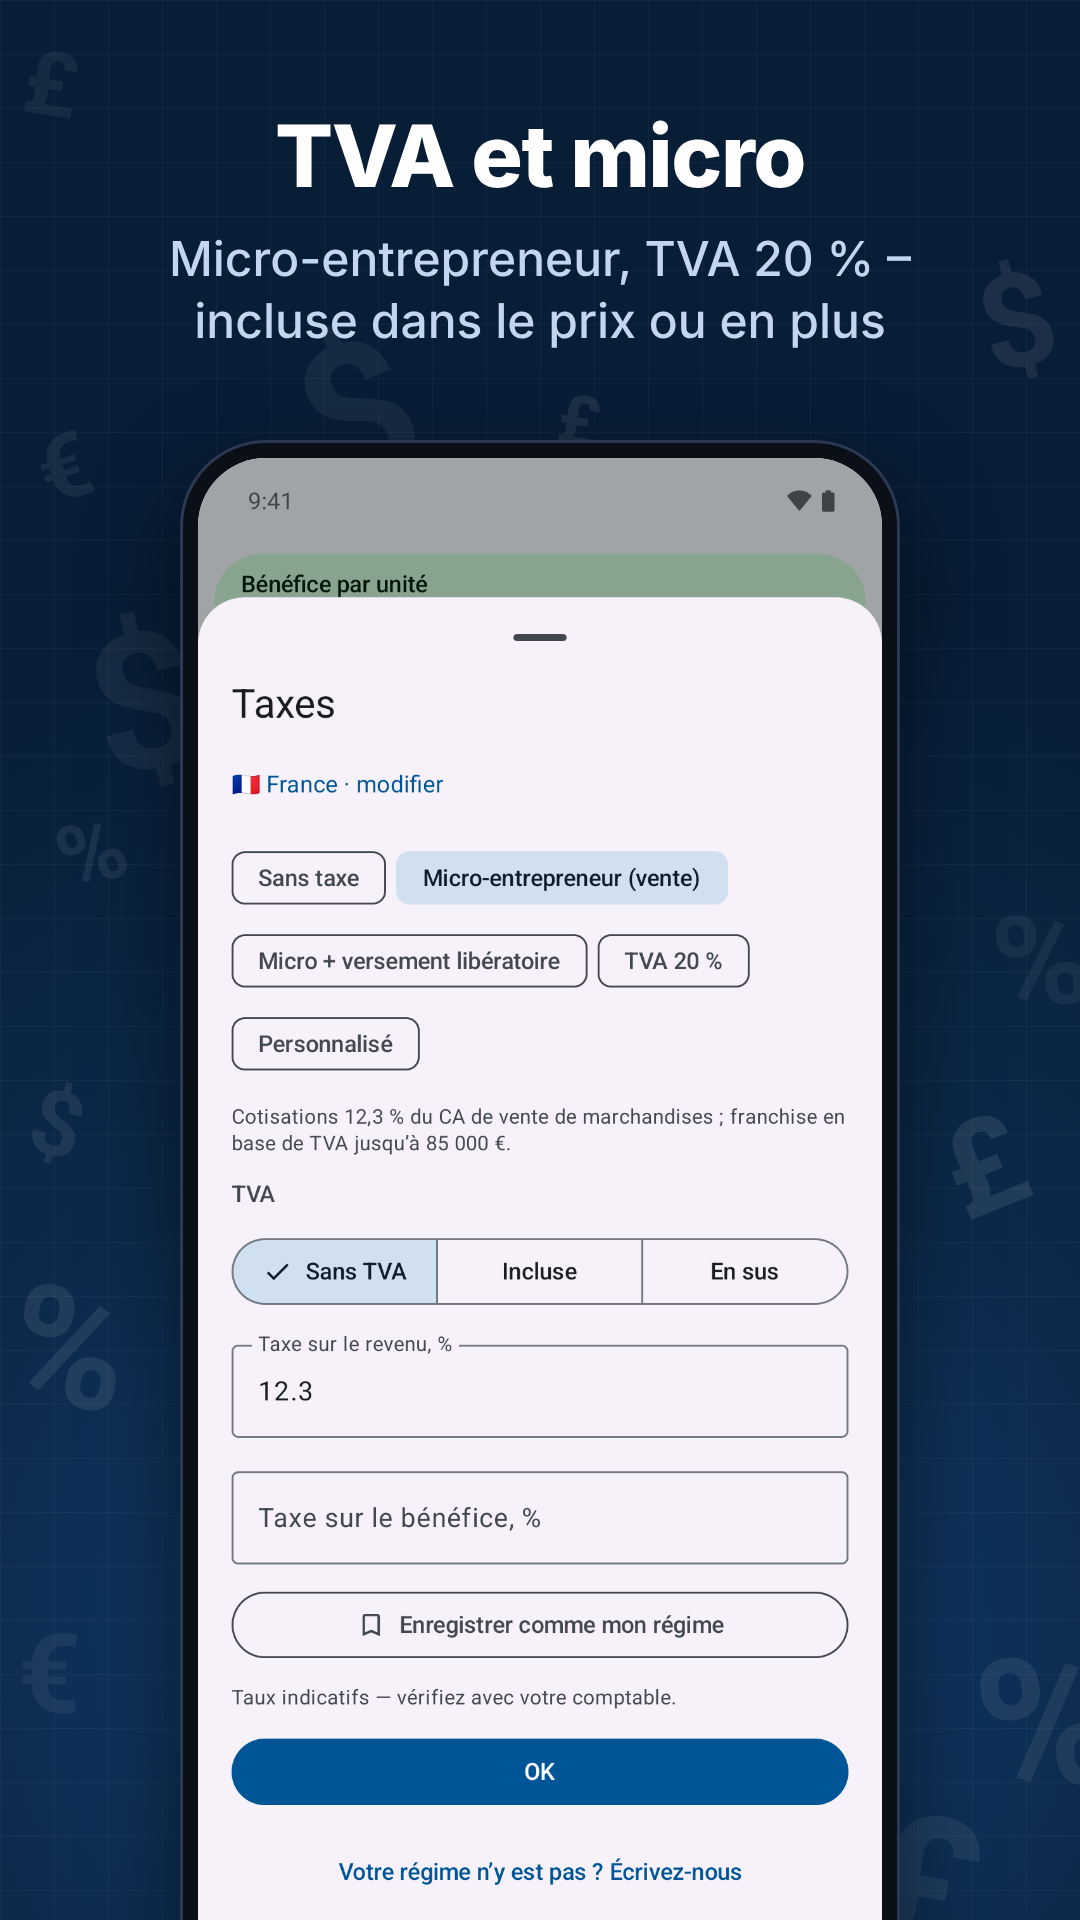 TVA et micro
Micro-entrepreneur, TVA 20 % –
incluse dans le prix ou en plus
9:41
Bénéfice par unité
Taxes
🇫🇷 France · modifier
Sans taxe
Micro-entrepreneur (vente)
Micro + versement libératoire
TVA 20 %
Personnalisé
Cotisations 12,3 % du CA de vente de marchandises ; franchise en
base de TVA jusqu’à 85 000 €.
TVA
Sans TVA
Incluse
En sus
Taxe sur le revenu, %
12.3
Taxe sur le bénéfice, %
Enregistrer comme mon régime
Taux indicatifs — vérifiez avec votre comptable.
OK
Votre régime n’y est pas ? Écrivez-nous